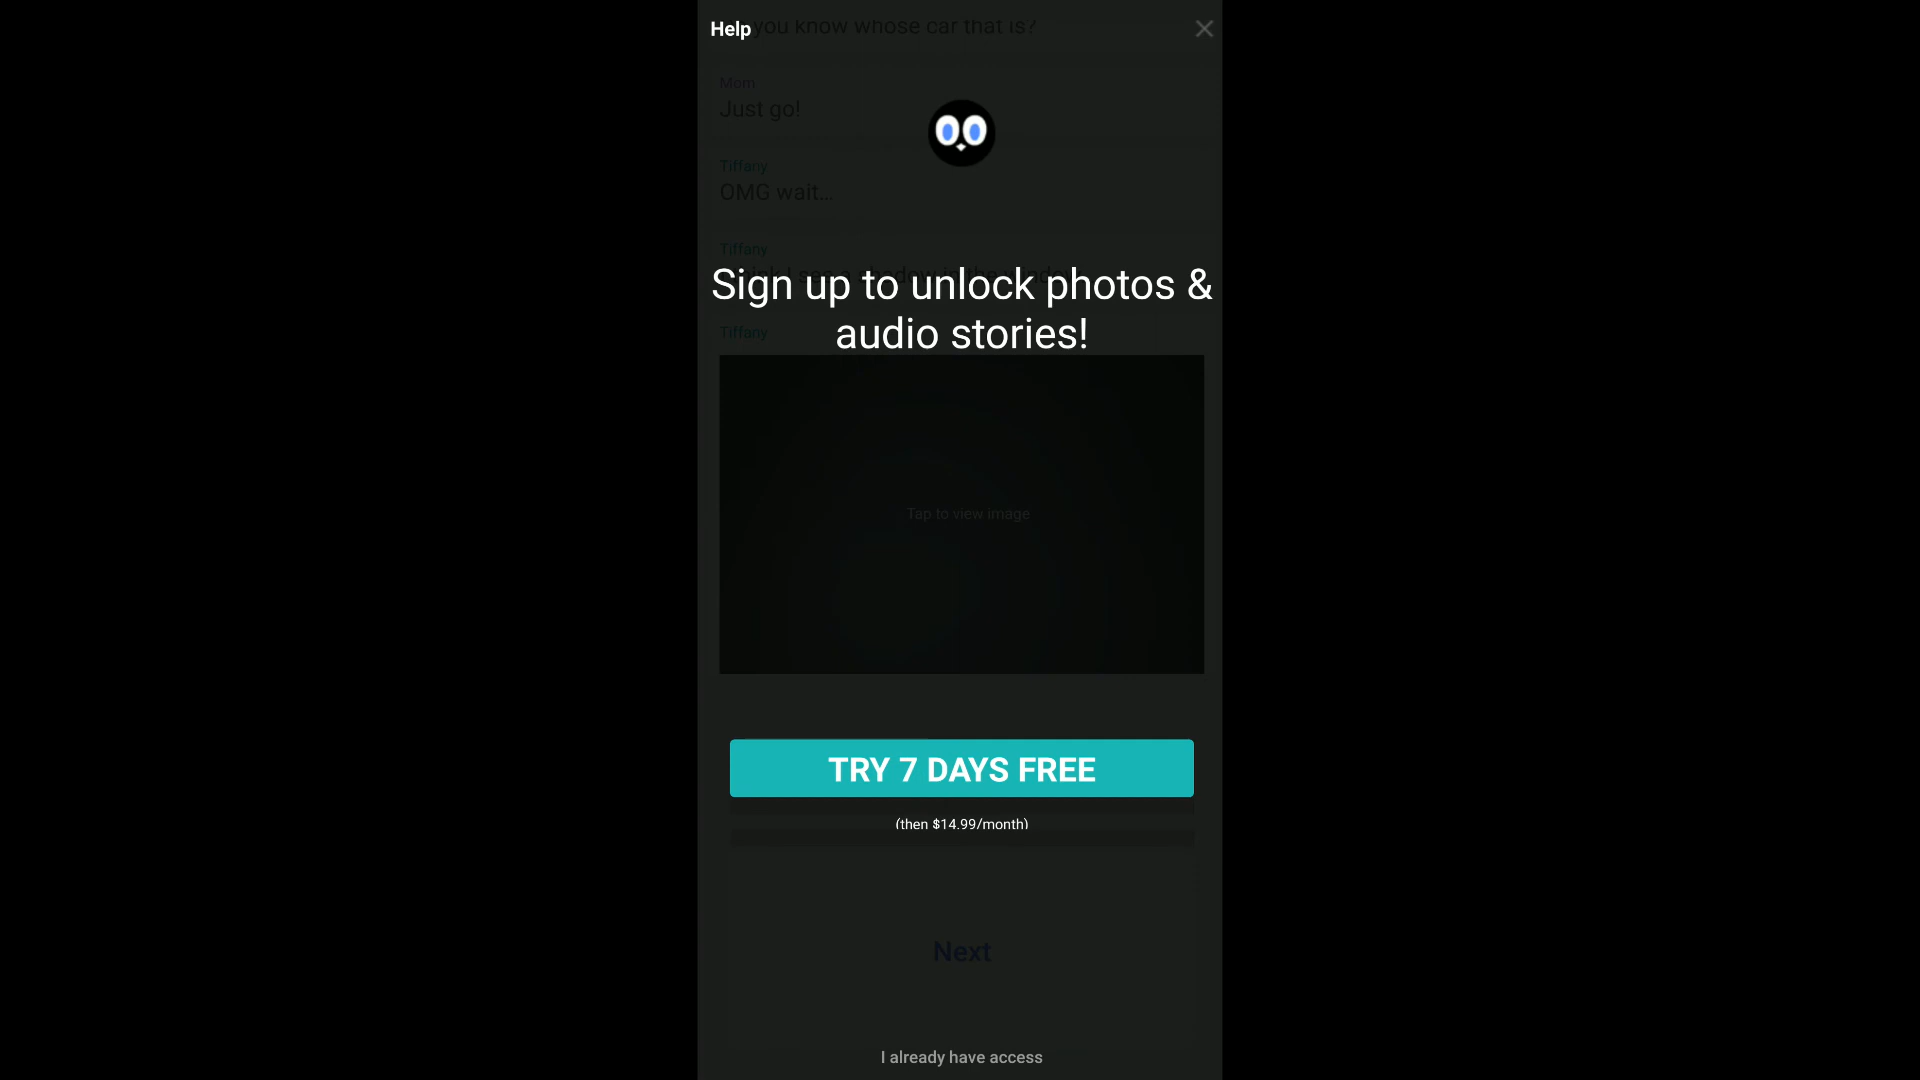 Help
you know whose car that is?
Mom
Just go!
Tiffany
OMG wait...
Tiffany
Sign up to unlock photos &
audio stories!
Tiffany
Tap to view image
TRY 7 DAYS FREE
(then $14.99/month)
Next
I already have access